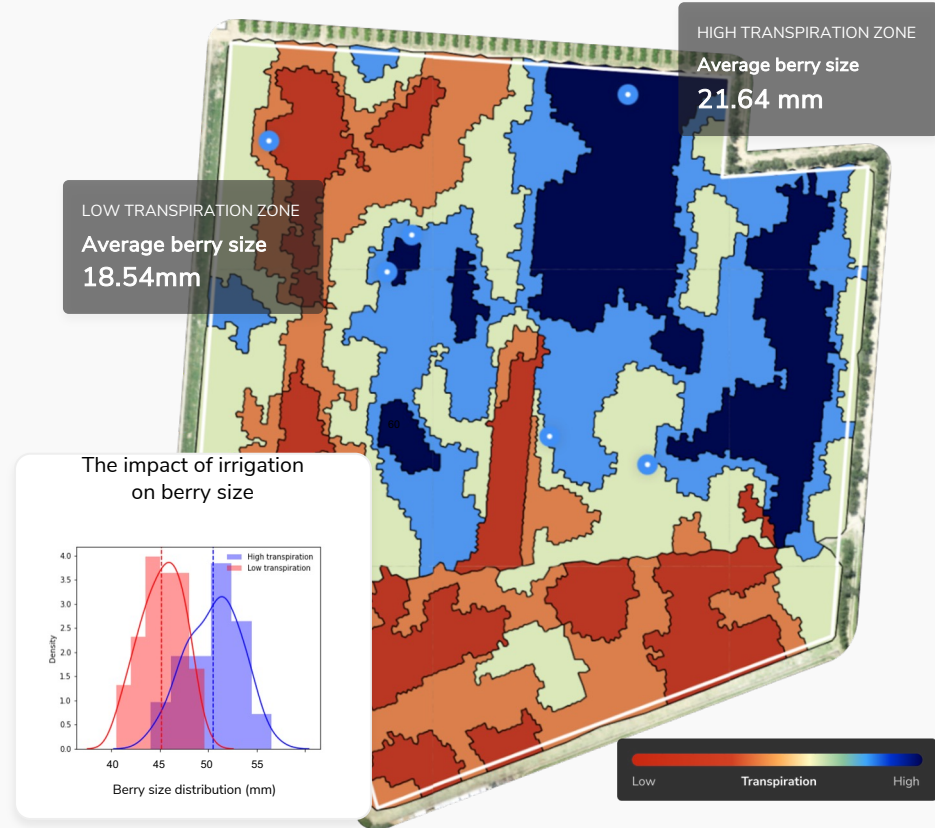 HIGH TRANSPIRATION ZONE
Average berry size
21.64 mm
LOW TRANSPIRATION ZONE
Average berry size
18.54mm
The impact of irrigation
on berry size
High transpiration
Low transpiration
4.0
3.5
3.0
2.5
2.0
1.5
1.0
0.5
0.0
Density
40 45 50 55
Berry size distribution (mm)
Low Transpiration High